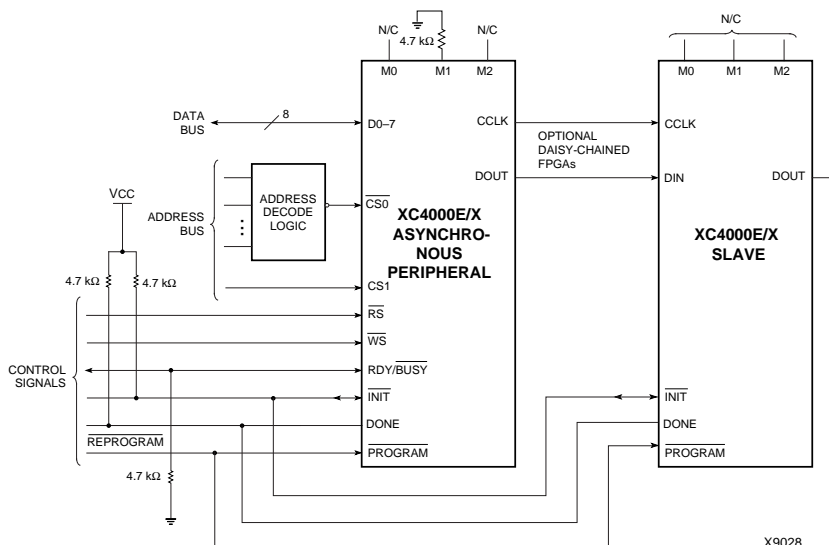 N/C
4.7 kΩ
N/C
N/C
M0
M1
M2
M0
M1
M2
DATA
BUS
8
D0–7
CCLK
OPTIONAL
DAISY-CHAINED
FPGAs
CCLK
DOUT
DIN
DOUT
ADDRESS
BUS
ADDRESS
DECODE
LOGIC
CS0
XC4000E/X
ASYNCHRO-
NOUS
PERIPHERAL
XC4000E/X
SLAVE
VCC
4.7 kΩ
4.7 kΩ
CS1
RS
WS
CONTROL
SIGNALS
RDY/BUSY
INIT
INIT
DONE
DONE
REPROGRAM
PROGRAM
PROGRAM
4.7 kΩ
X9028